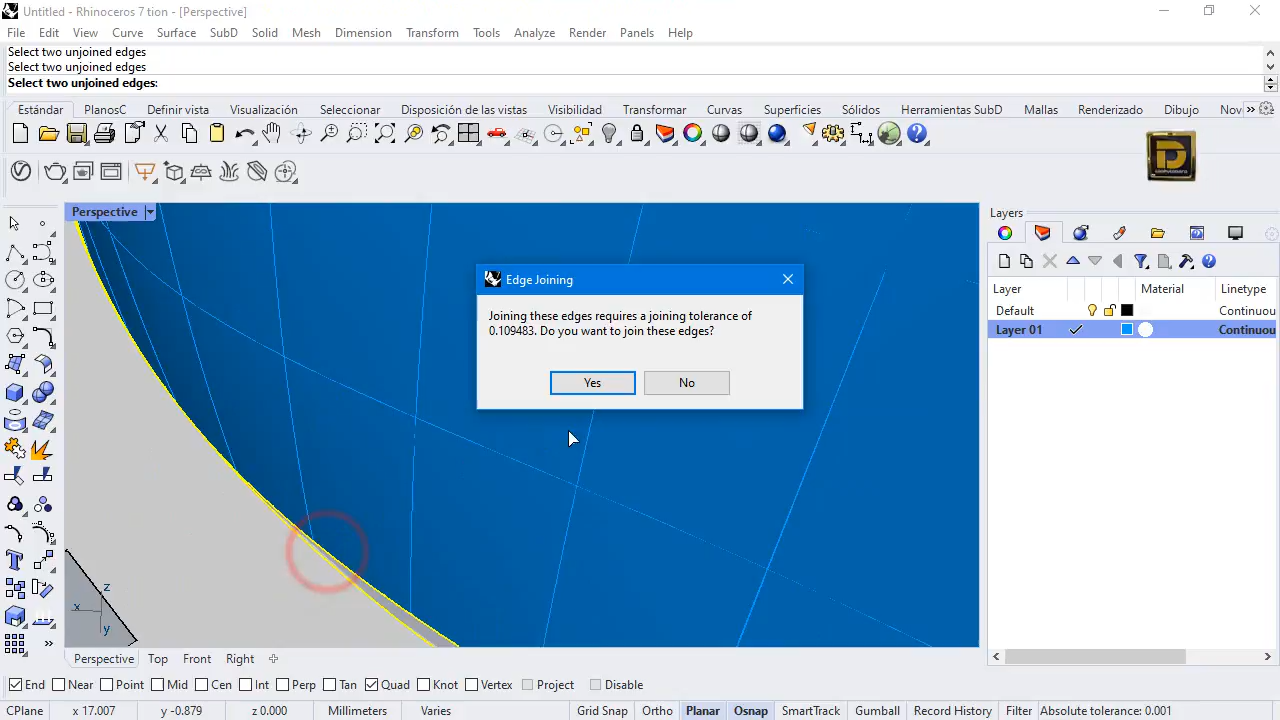 Untitled - Rhinoceros 7 tion - [Perspective]
File Edit View Curve Surface SubD Solid Mesh Dimension Transform Tools Analyze Render Panels Help
Select two unjoined edges
Select two unjoined edges
Select two unjoined edges:
Estándar PlanosC Definir vista Visualización Seleccionar Disposición de las vistas Visibilidad Transformar Curvas Superficies Sólidos Herramientas SubD Mallas Renderizado Dibujo Nov
Perspective
Layers
Layer Material Linetype
Default Continuou
Layer 01 Continuou
Edge Joining
Joining these edges requires a joining tolerance of
0.109483. Do you want to join these edges?
Yes No
z
x
y
Perspective Top Front Right
End Near Point Mid Cen Int Perp Tan Quad Knot Vertex Project Disable
CPlane x 17.007 y -0.879 z 0.000 Millimeters Varies Grid Snap Ortho Planar Osnap SmartTrack Gumball Record History Filter Absolute tolerance: 0.001